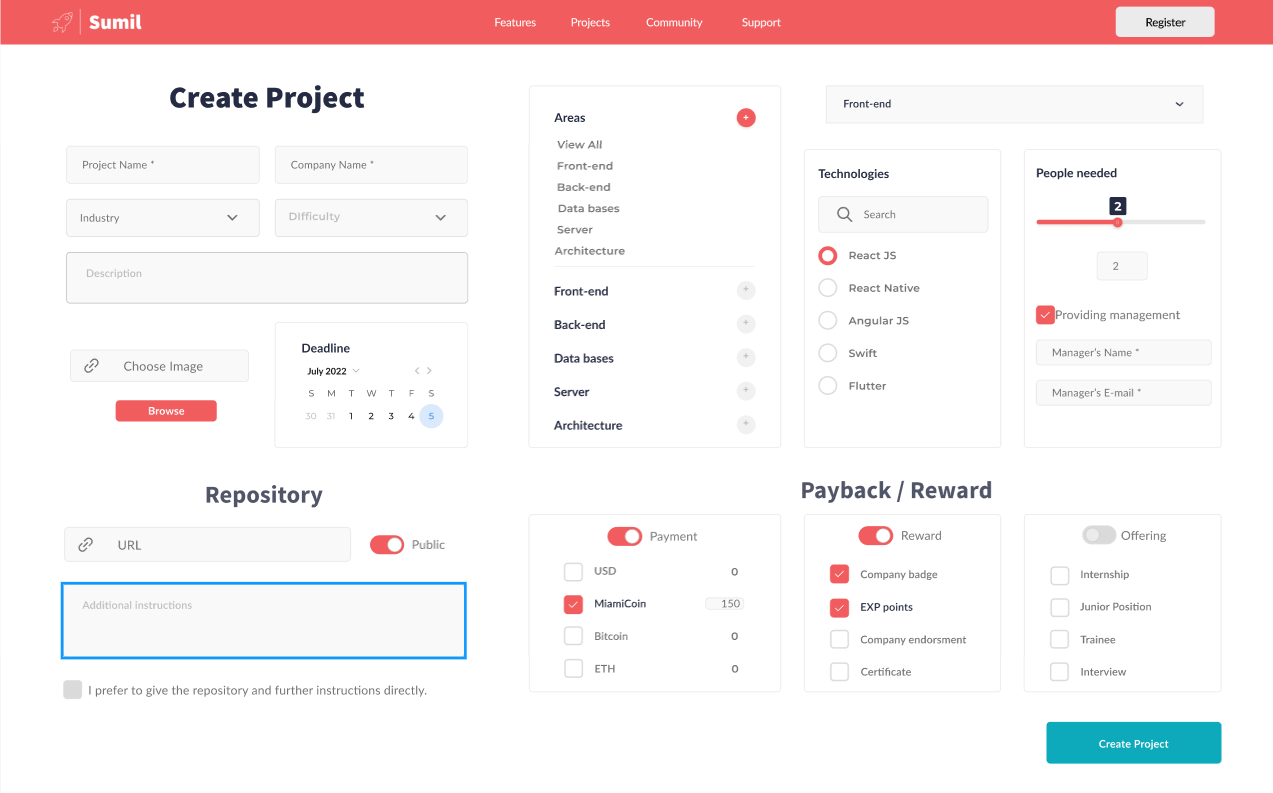 Sumil
Features
Projects
Community
Support
Register
Create Project
Project Name *
Company Name *
Industry
DIfficulty
Description
Choose Image
Browse
Deadline
July 2022
S M T W T F S
30 31 1 2 3 4 5
Areas
+
View All
Front-end
Back-end
Data bases
Server
Architecture
Front-end +
Back-end +
Data bases +
Server +
Architecture +
Front-end
Technologies
Search
React JS
React Native
Angular JS
Swift
Flutter
People needed
2
2
Providing management
Manager's Name *
Manager's E-mail *
Repository
URL
Public
Additional instructions
I prefer to give the repository and further instructions directly.
Payback / Reward
Payment
USD 0
MiamiCoin 150
Bitcoin 0
ETH 0
Reward
Company badge
EXP points
Company endorsment
Certificate
Offering
Internship
Junior Position
Trainee
Interview
Create Project